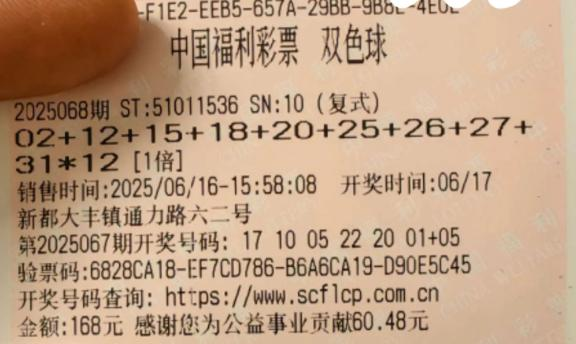 -F1E2-EEB5-657A-29BB-9B8E-4E0E
中国福利彩票 双色球
2025068期 ST:51011536 SN:10 (复式)
02+12+15+18+20+25+26+27+
31*12 [1倍]
销售时间:2025/06/16-15:58:08 开奖时间:06/17
新都大丰镇通力路六二号
第2025067期开奖号码: 17 10 05 22 20 01+05
验票码:6828CA18-EF7CD786-B6A6CA19-D90E5C45
开奖号码查询: https://www.scflcp.com.cn
金额:168元 感谢您为公益事业贡献60.48元